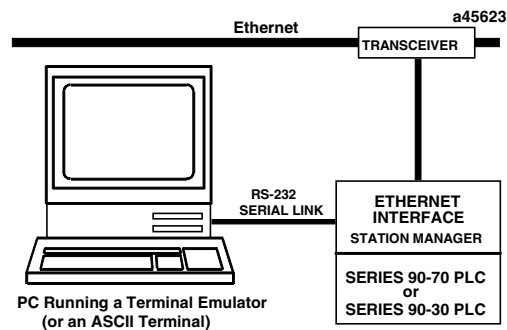 a45623
Ethernet
TRANSCEIVER
RS-232
SERIAL LINK
ETHERNET
INTERFACE
STATION MANAGER
SERIES 90-70 PLC
or
SERIES 90-30 PLC
PC Running a Terminal Emulator
(or an ASCII Terminal)